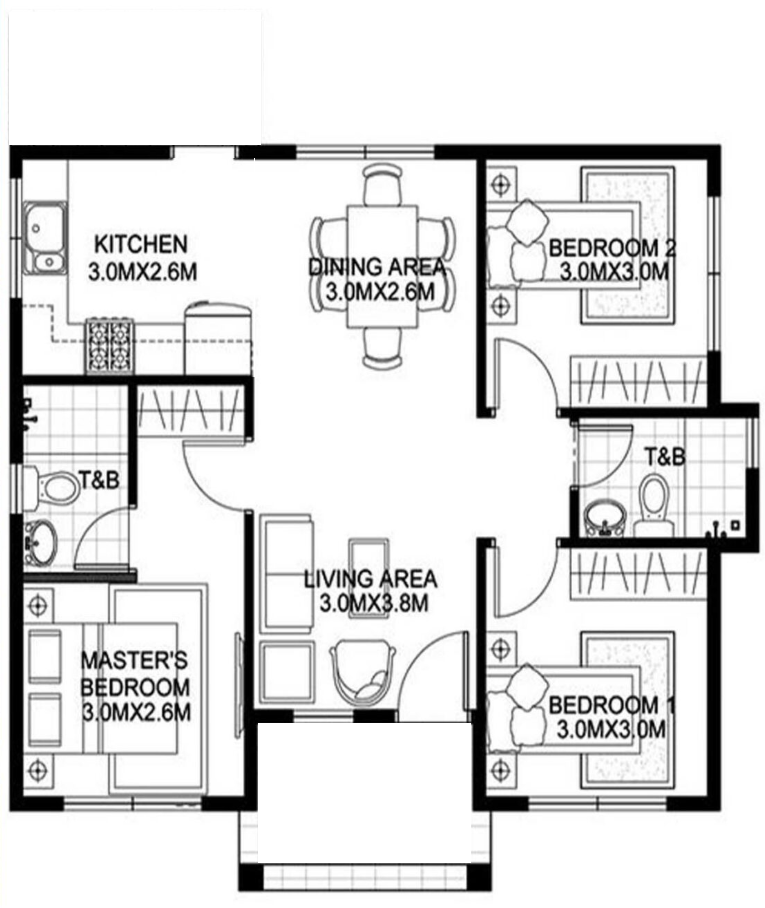 KITCHEN
3.0MX2.6M
DINING AREA
3.0MX2.6M
BEDROOM 2
3.0MX3.0M
T&B
T&B
LIVING AREA
3.0MX3.8M
MASTER'S
BEDROOM
3.0MX2.6M
BEDROOM 1
3.0MX3.0M